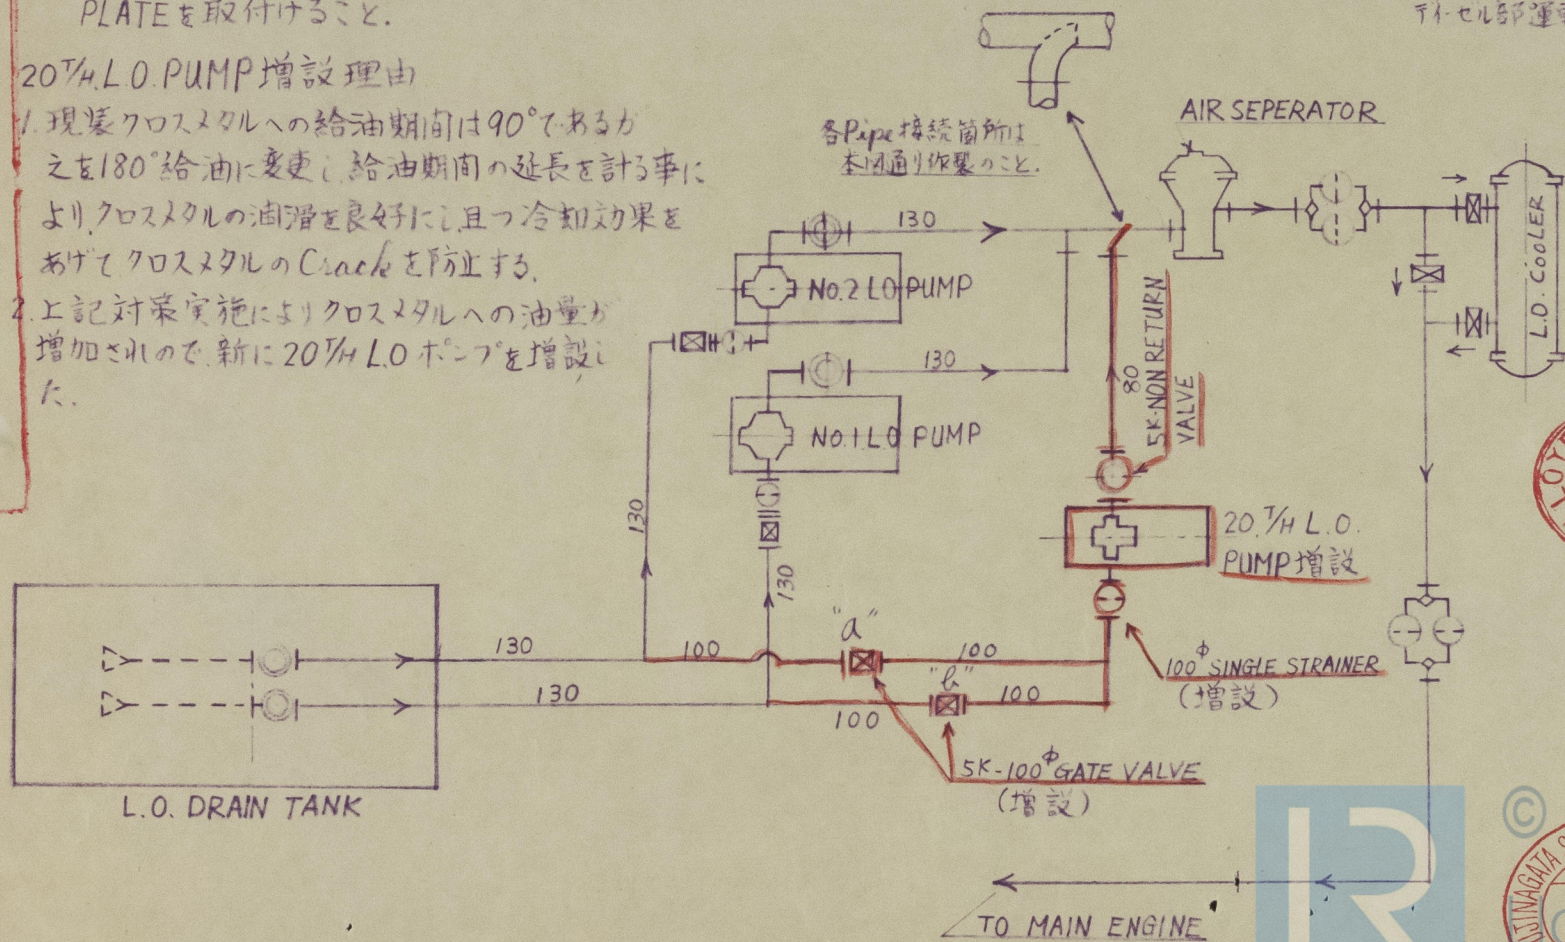 PLATEを取付けること.
20T/H.L.O.PUMP増設理由
1.現装クロスメタルへの給油期間は90°であるが
之を180°給油に変更し給油期間の延長を計る事に
よりクロスメタルの潤滑を良好にし且つ冷却効果を
あげてクロスメタルのCrackを防止する.
2.上記対策実施によりクロスメタルへの油量が
増加されので新に20T/H L.Oポンプを増設し
た.
ディーゼル部運
各Pipe接続箇所は
本図通り作製のこと.
AIR SEPERATOR
130
No.2 LO PUMP
L.O. COOLER
130
80
5K-NON RETURN
VALVE
No.1 LO PUMP
130
20.T/H L.O.
PUMP増設
130
"a"
130
100
100
100φSINGLE STRAINER
(増設)
"b"
130
100
100
5K-100φGATE VALVE
(増設)
L.O. DRAIN TANK
TO MAIN ENGINE
LR
©
LOY
UJINAGATA